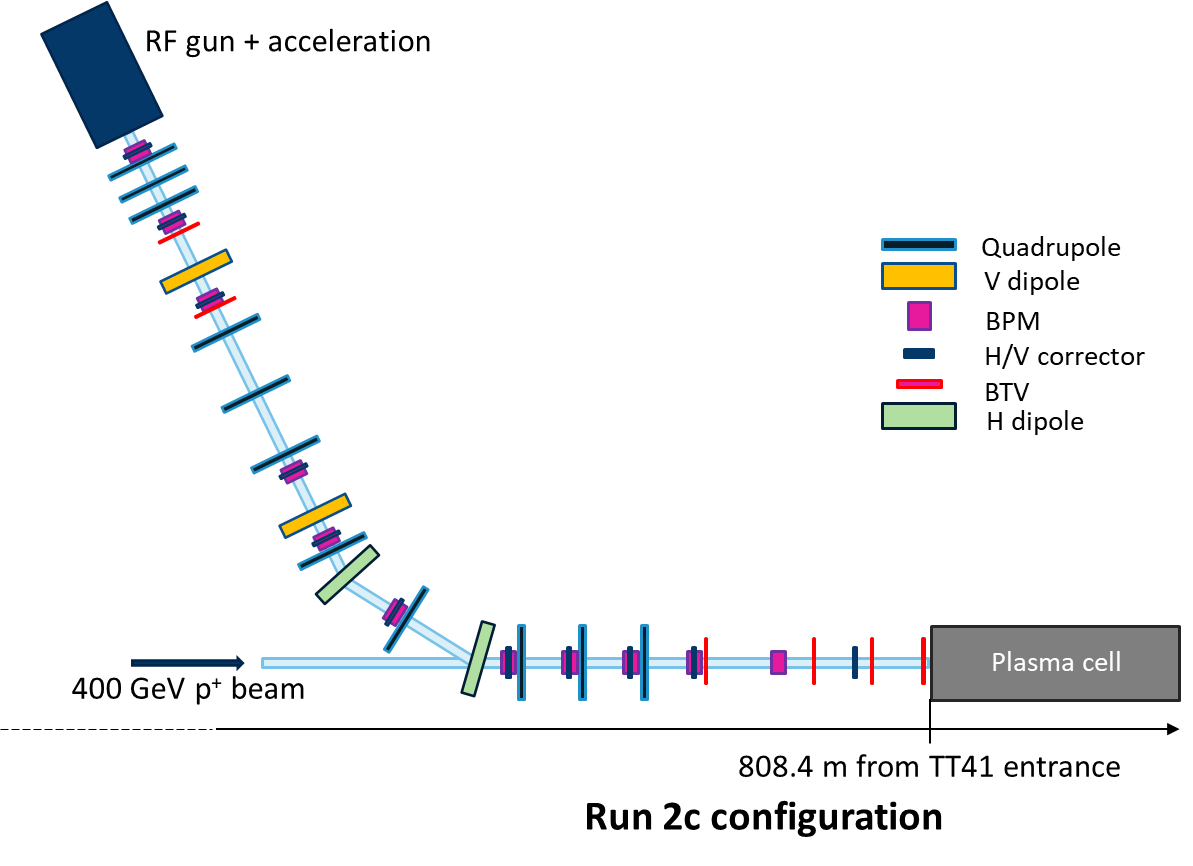 RF gun + acceleration
Quadrupole
V dipole
BPM
H/V corrector
BTV
H dipole
Plasma cell
400 GeV p⁺ beam
808.4 m from TT41 entrance
Run 2c configuration